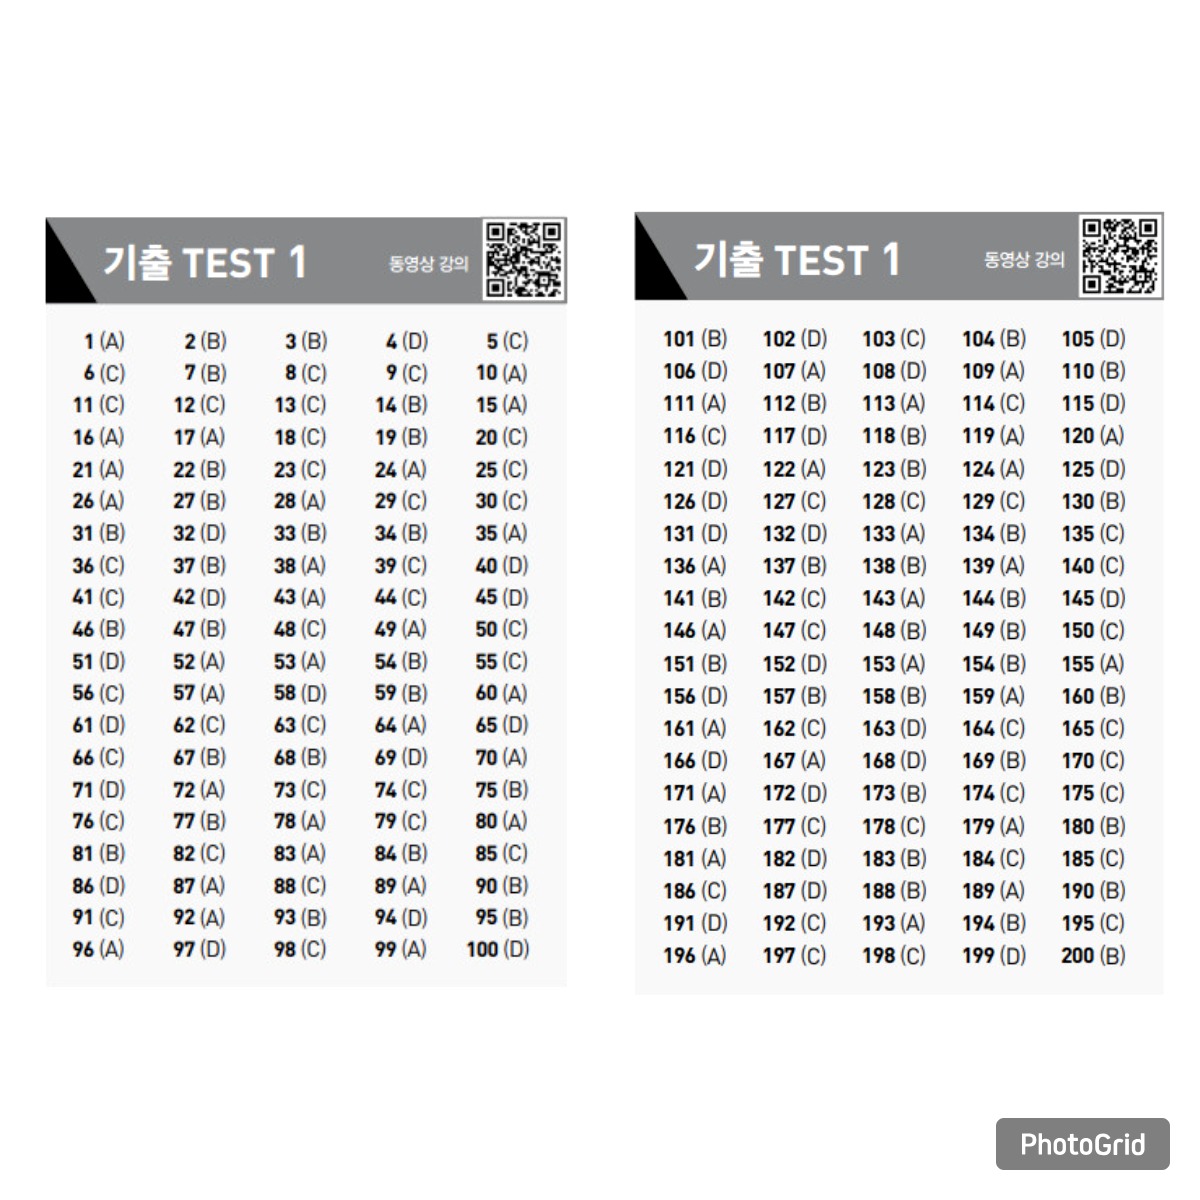 기출 TEST 1 동영상 강의
1 (A) 2 (B) 3 (B) 4 (D) 5 (C)
6 (C) 7 (B) 8 (C) 9 (C) 10 (A)
11 (C) 12 (C) 13 (C) 14 (B) 15 (A)
16 (A) 17 (A) 18 (C) 19 (B) 20 (C)
21 (A) 22 (B) 23 (C) 24 (A) 25 (C)
26 (A) 27 (B) 28 (A) 29 (C) 30 (C)
31 (B) 32 (D) 33 (B) 34 (B) 35 (A)
36 (C) 37 (B) 38 (A) 39 (C) 40 (D)
41 (C) 42 (D) 43 (A) 44 (C) 45 (D)
46 (B) 47 (B) 48 (C) 49 (A) 50 (C)
51 (D) 52 (A) 53 (A) 54 (B) 55 (C)
56 (C) 57 (A) 58 (D) 59 (B) 60 (A)
61 (D) 62 (C) 63 (C) 64 (A) 65 (D)
66 (C) 67 (B) 68 (B) 69 (D) 70 (A)
71 (D) 72 (A) 73 (C) 74 (C) 75 (B)
76 (C) 77 (B) 78 (A) 79 (C) 80 (A)
81 (B) 82 (C) 83 (A) 84 (B) 85 (C)
86 (D) 87 (A) 88 (C) 89 (A) 90 (B)
91 (C) 92 (A) 93 (B) 94 (D) 95 (B)
96 (A) 97 (D) 98 (C) 99 (A) 100 (D)
기출 TEST 1 동영상 강의
101 (B) 102 (D) 103 (C) 104 (B) 105 (D)
106 (D) 107 (A) 108 (D) 109 (A) 110 (B)
111 (A) 112 (B) 113 (A) 114 (C) 115 (D)
116 (C) 117 (D) 118 (B) 119 (A) 120 (A)
121 (D) 122 (A) 123 (B) 124 (A) 125 (D)
126 (D) 127 (C) 128 (C) 129 (C) 130 (B)
131 (D) 132 (D) 133 (A) 134 (B) 135 (C)
136 (A) 137 (B) 138 (B) 139 (A) 140 (C)
141 (B) 142 (C) 143 (A) 144 (B) 145 (D)
146 (A) 147 (C) 148 (B) 149 (B) 150 (C)
151 (B) 152 (D) 153 (A) 154 (B) 155 (A)
156 (D) 157 (B) 158 (B) 159 (A) 160 (B)
161 (A) 162 (C) 163 (D) 164 (C) 165 (C)
166 (D) 167 (A) 168 (D) 169 (B) 170 (C)
171 (A) 172 (D) 173 (B) 174 (C) 175 (C)
176 (B) 177 (C) 178 (C) 179 (A) 180 (B)
181 (A) 182 (D) 183 (B) 184 (C) 185 (C)
186 (C) 187 (D) 188 (B) 189 (A) 190 (B)
191 (D) 192 (C) 193 (A) 194 (B) 195 (C)
196 (A) 197 (C) 198 (C) 199 (D) 200 (B)
PhotoGrid